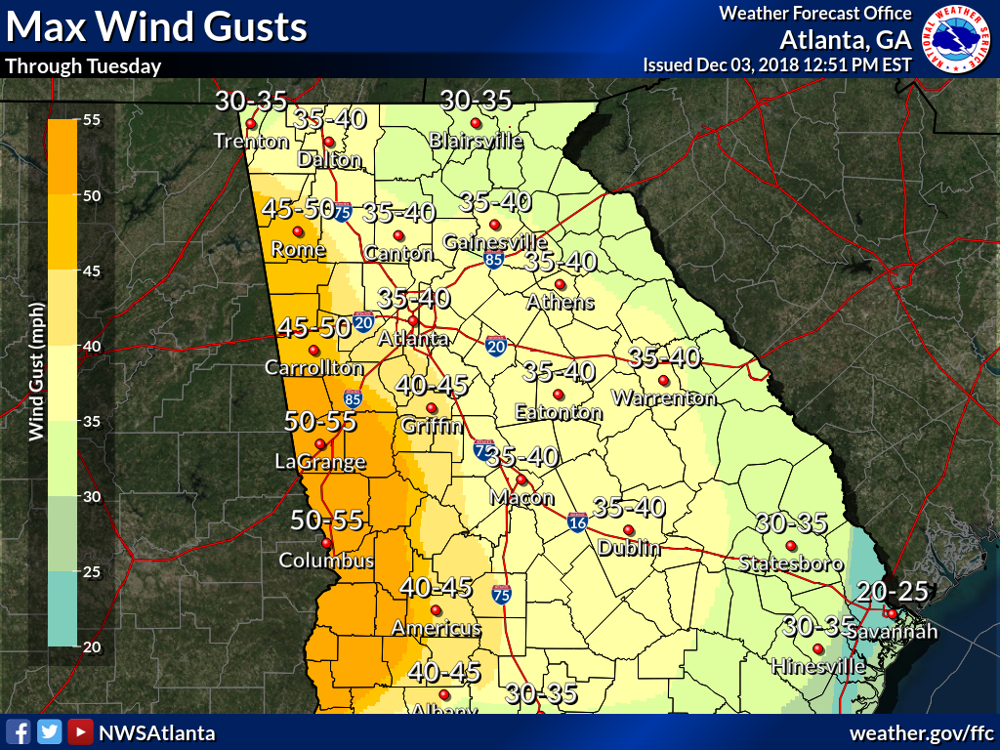 Max Wind Gusts
Through Tuesday
Weather Forecast Office
Atlanta, GA
Issued Dec 03, 2018 12:51 PM EST
NATIONAL WEATHER SERVICE
Wind Gust (mph)
55
50
45
40
35
30
25
20
30-35
Trenton
35-40
Dalton
30-35
Blairsville
45-50
Rome
75
35-40
Canton
35-40
Gainesville
85
35-40
Athens
35-40
Atlanta
20
20
45-50
Carrollton
85
40-45
Griffin
35-40
Eatonton
35-40
Warrenton
50-55
LaGrange
75
35-40
Macon
50-55
Columbus
16
35-40
Dublin
30-35
Statesboro
40-45
Americus
75
20-25
Savannah
30-35
Hinesville
40-45
Albany
30-35
NWSAtlanta
weather.gov/ffc